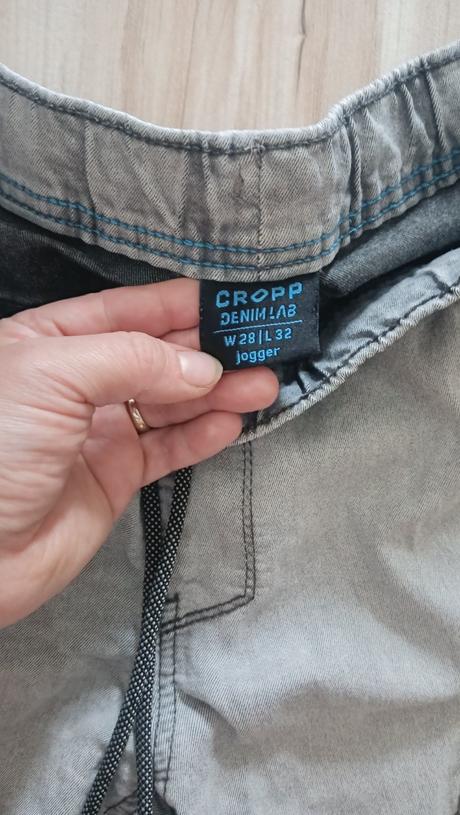 CROPP
DENIM LAB
W 28 | L 32
jogger